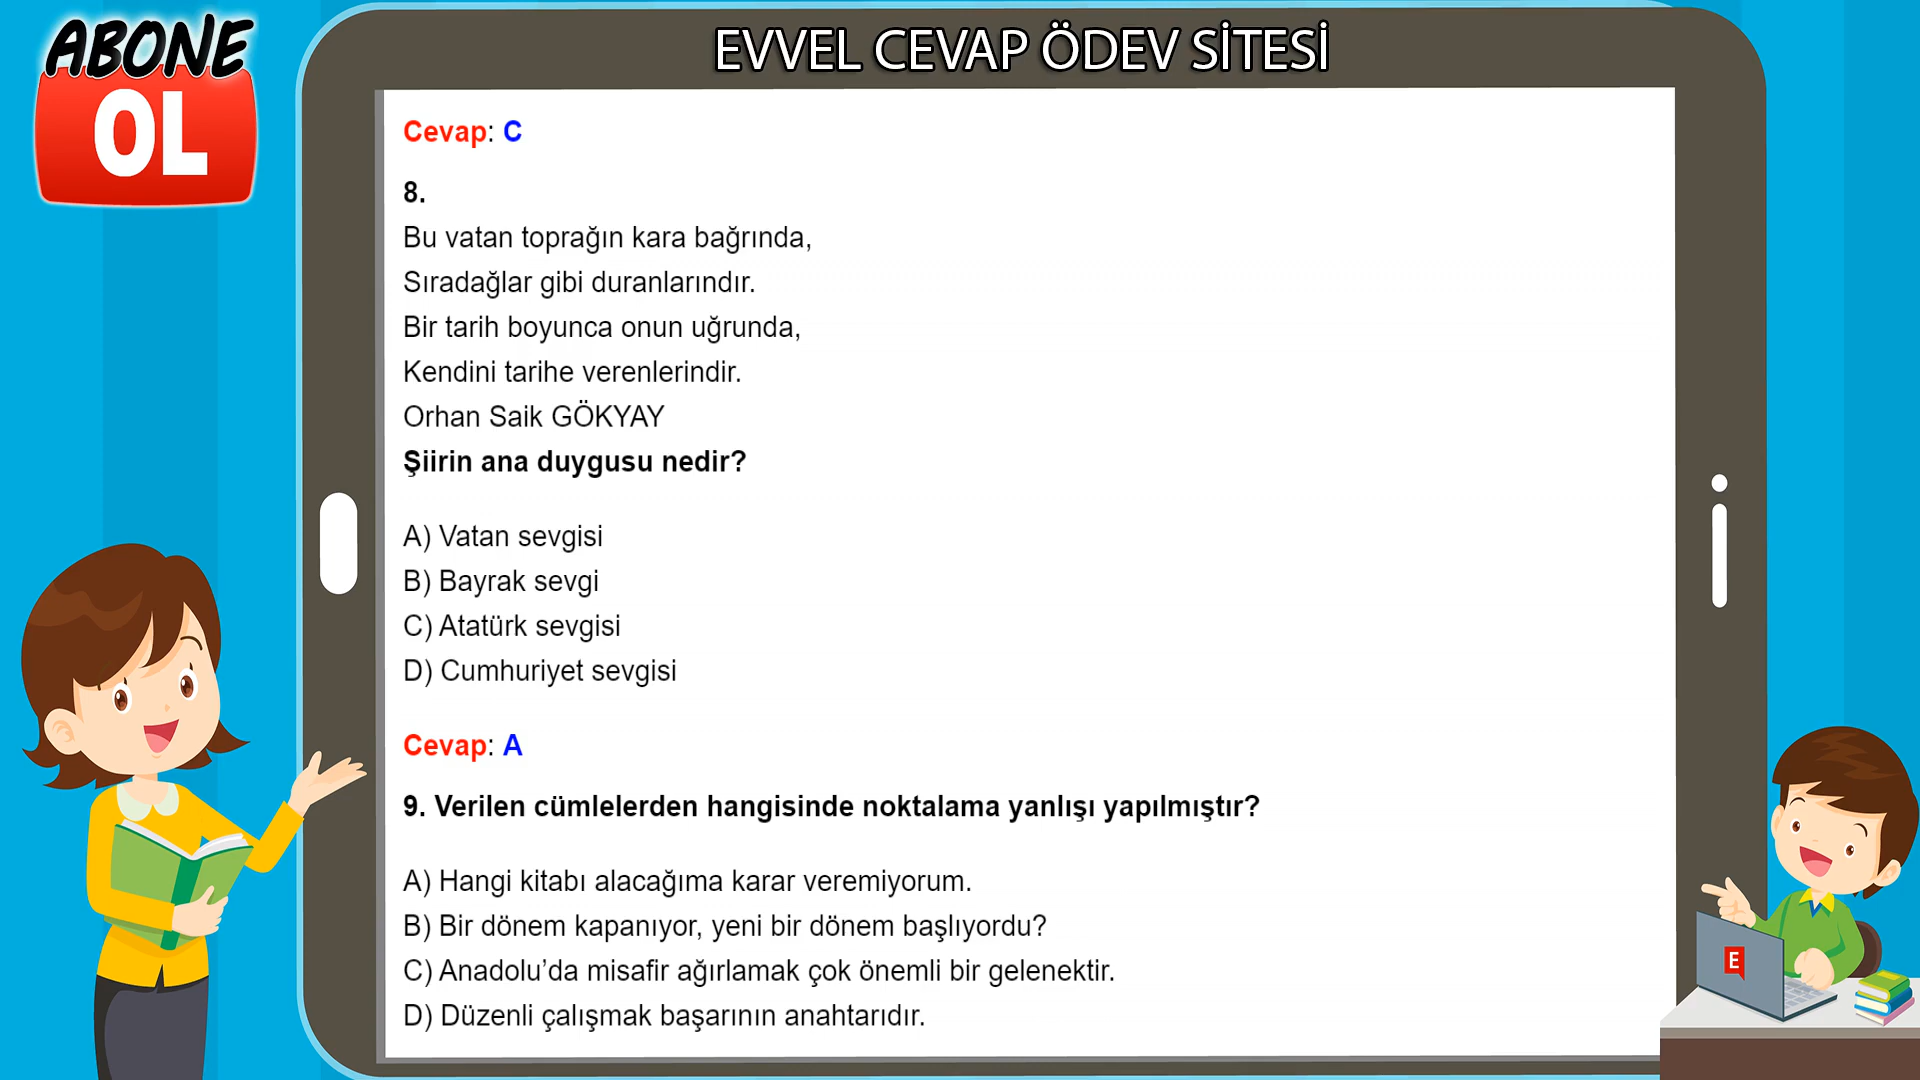 ABONE
OL
EVVEL CEVAP ÖDEV SİTESİ
Cevap: C
8.
Bu vatan toprağın kara bağrında,
Sıradağlar gibi duranlarındır.
Bir tarih boyunca onun uğrunda,
Kendini tarihe verenlerindir.
Orhan Saik GÖKYAY
Şiirin ana duygusu nedir?
A) Vatan sevgisi
B) Bayrak sevgi
C) Atatürk sevgisi
D) Cumhuriyet sevgisi
Cevap: A
9. Verilen cümlelerden hangisinde noktalama yanlışı yapılmıştır?
A) Hangi kitabı alacağıma karar veremiyorum.
B) Bir dönem kapanıyor, yeni bir dönem başlıyordu?
C) Anadolu’da misafir ağırlamak çok önemli bir gelenektir.
D) Düzenli çalışmak başarının anahtarıdır.
E